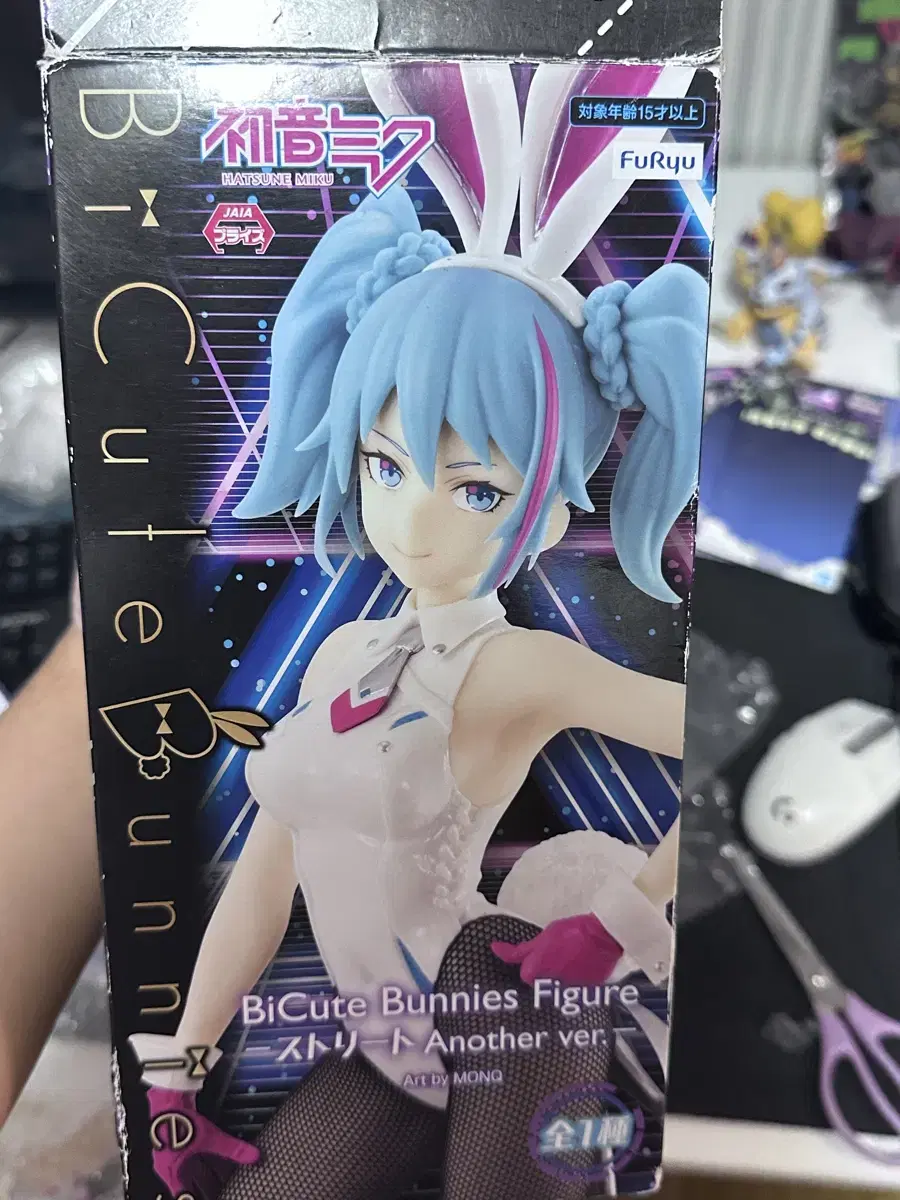 BiCute Bunnies
初音ミク
HATSUNE MIKU
JAIA
プライズ
対象年齢15才以上
FuRyu
BiCute Bunnies Figure
ーストリート Another ver.ー
Art by MONQ
全1種